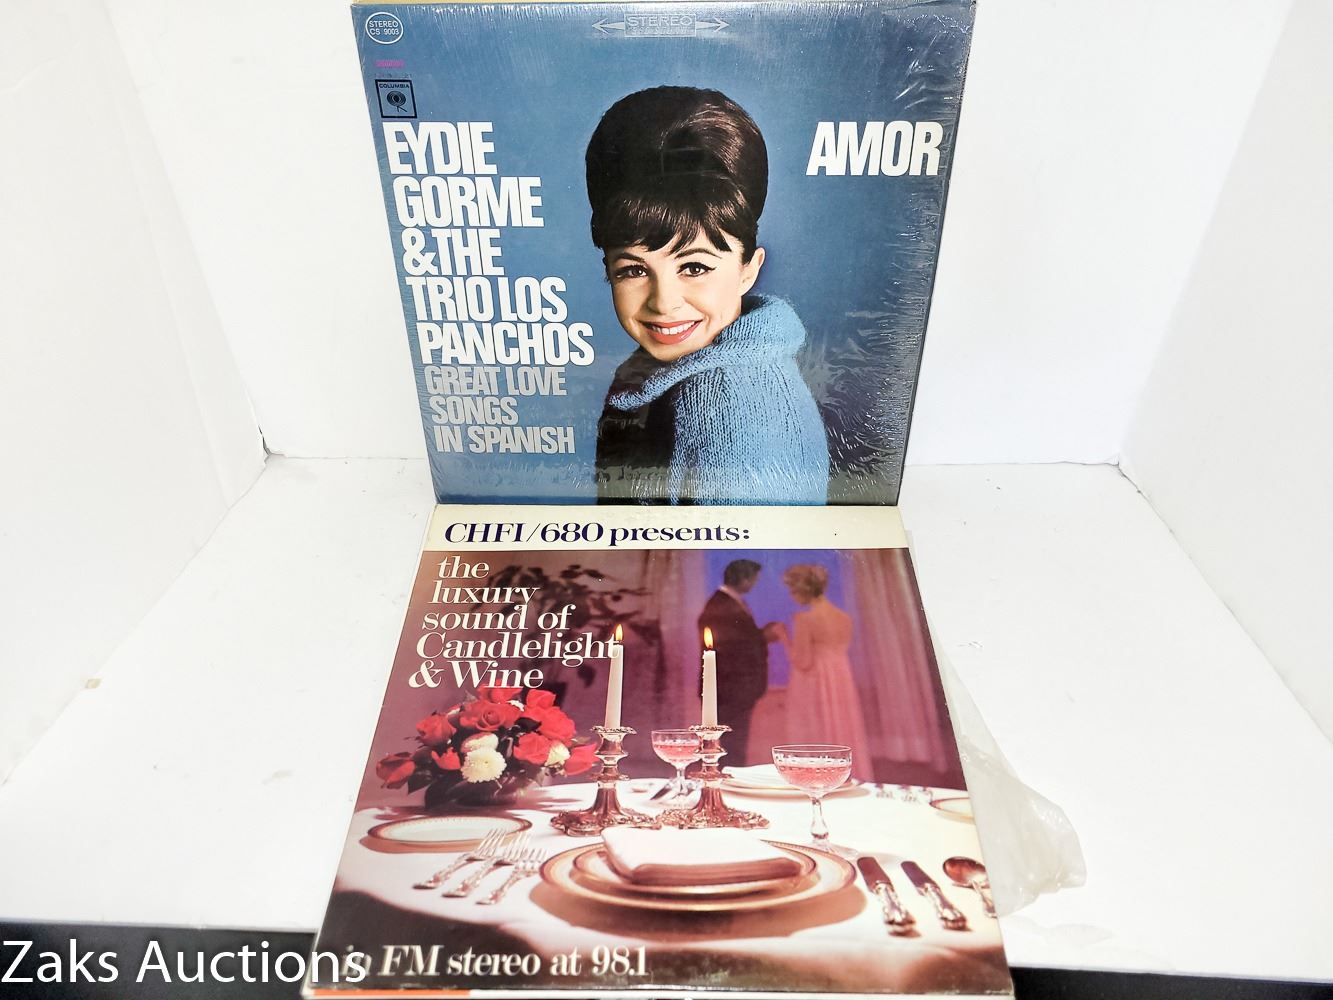 STEREO
CS 9003
STEREO
COLUMBIA
EYDIE
GORME
& THE
TRIO LOS
PANCHOS
GREAT LOVE
SONGS
IN SPANISH
AMOR
CHFI/680 presents:
the
luxury
sound of
Candlelight
& Wine
in FM stereo at 98.1
Zaks Auctions